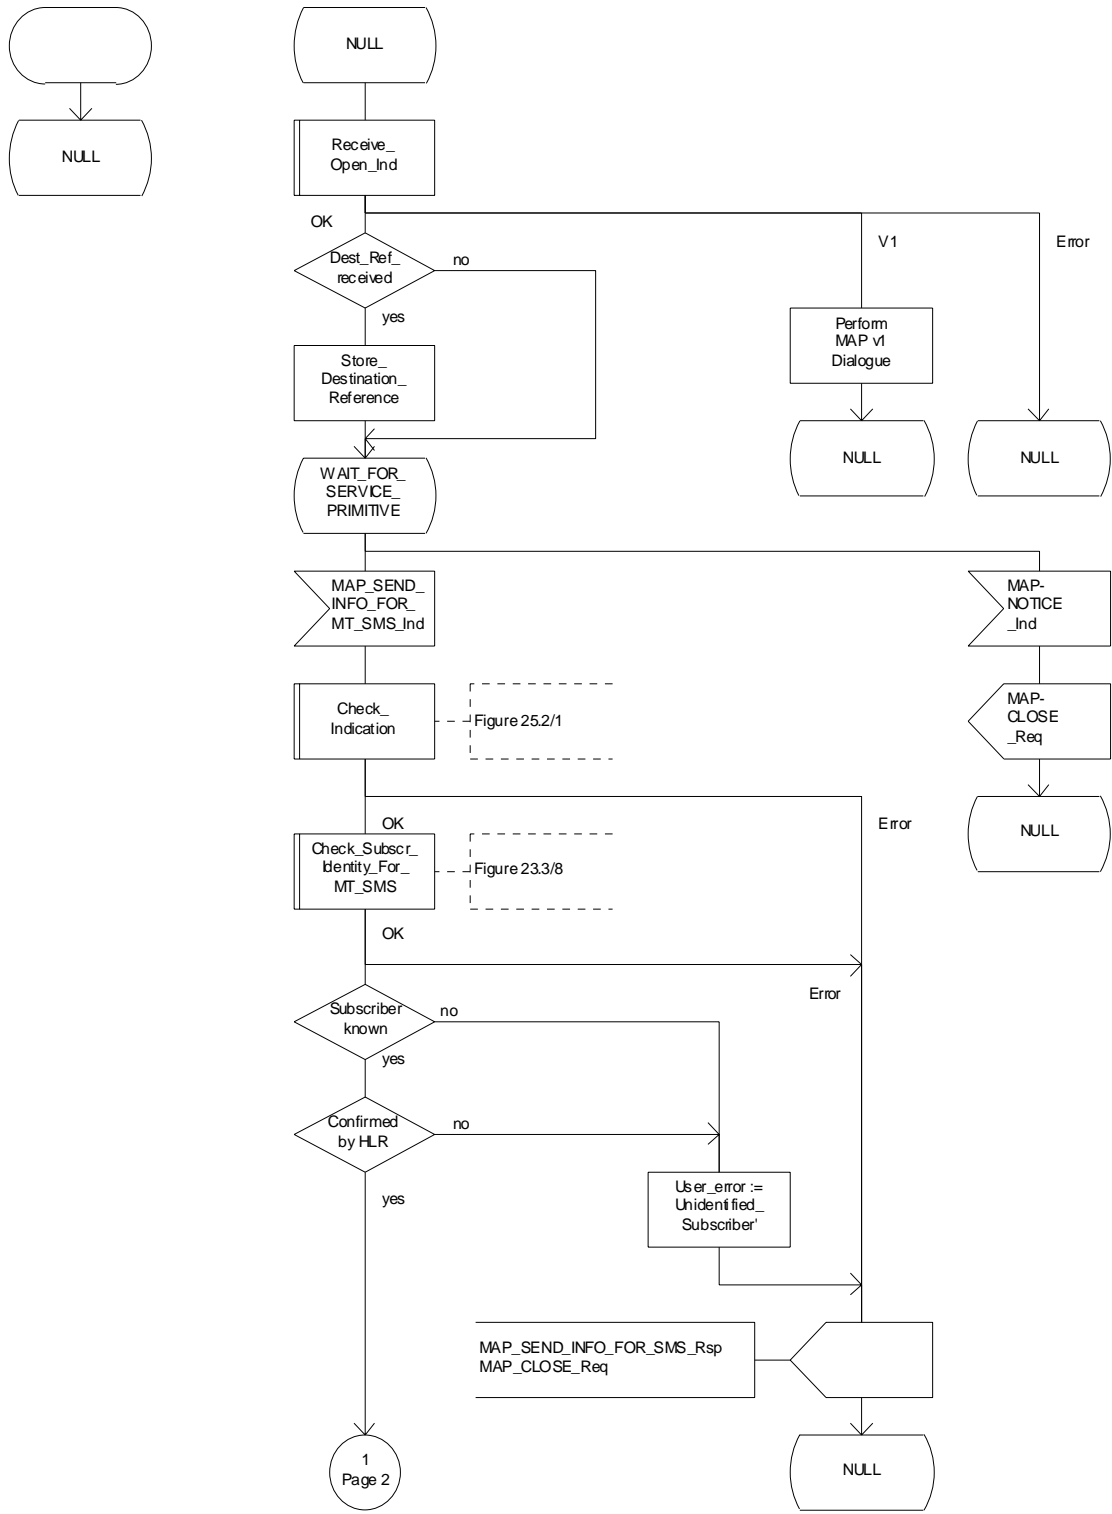 NULL
NULL
Receive_
Open_Ind
OK
V1
Error
Dest_Ref_
received
no
yes
Perform
MAP v1
Dialogue
Store_
Destination_
Reference
NULL
NULL
WAIT_FOR_
SERVICE_
PRIMITIVE
MAP_SEND_
INFO_FOR_
MT_SMS_Ind
MAP-
NOTICE
_Ind
Check_
Indication
Figure 25.2/1
MAP-
CLOSE
_Req
OK
Error
NULL
Check_Subscr_
Identity_For_
MT_SMS
Figure 23.3/8
OK
Error
Subscriber
known
no
yes
Confirmed
by HLR
no
yes
User_error :=
Unidentified_
Subscriber'
MAP_SEND_INFO_FOR_SMS_Rsp
MAP_CLOSE_Req
1
Page 2
NULL